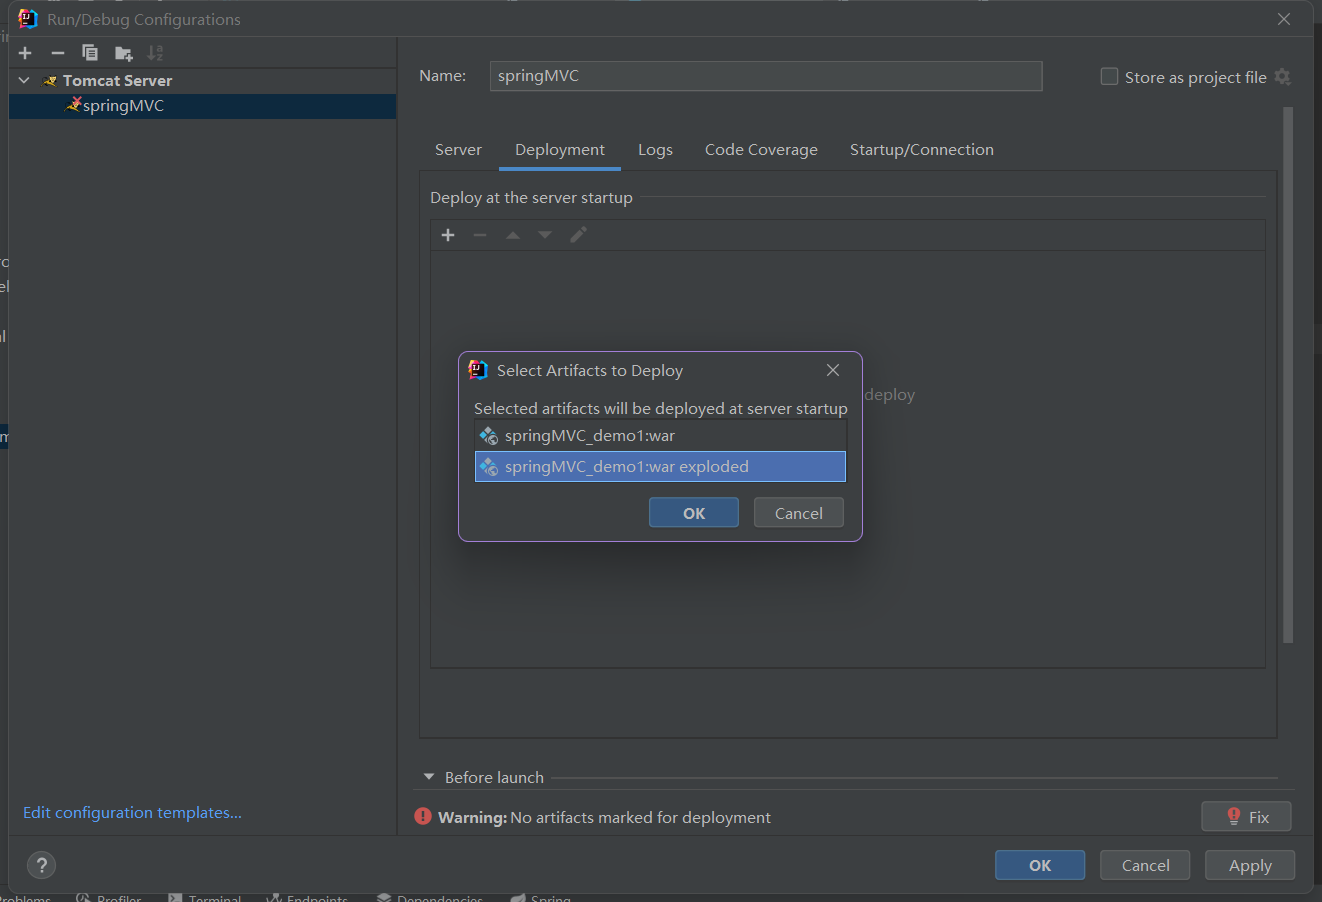 Run/Debug Configurations
Tomcat Server
springMVC
Edit configuration templates...
Name:
springMVC
Store as project file
Server
Deployment
Logs
Code Coverage
Startup/Connection
Deploy at the server startup
deploy
Select Artifacts to Deploy
Selected artifacts will be deployed at server startup
springMVC_demo1:war
springMVC_demo1:war exploded
OK
Cancel
Before launch
Warning: No artifacts marked for deployment
Fix
?
OK
Cancel
Apply
Problems
Profiler
Terminal
Endpoints
Dependencies
Spring